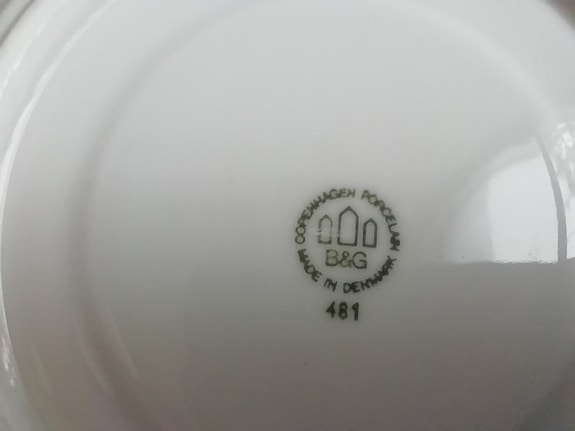 COPENHAGEN PORCELAIN
B&G
MADE IN DENMARK
481